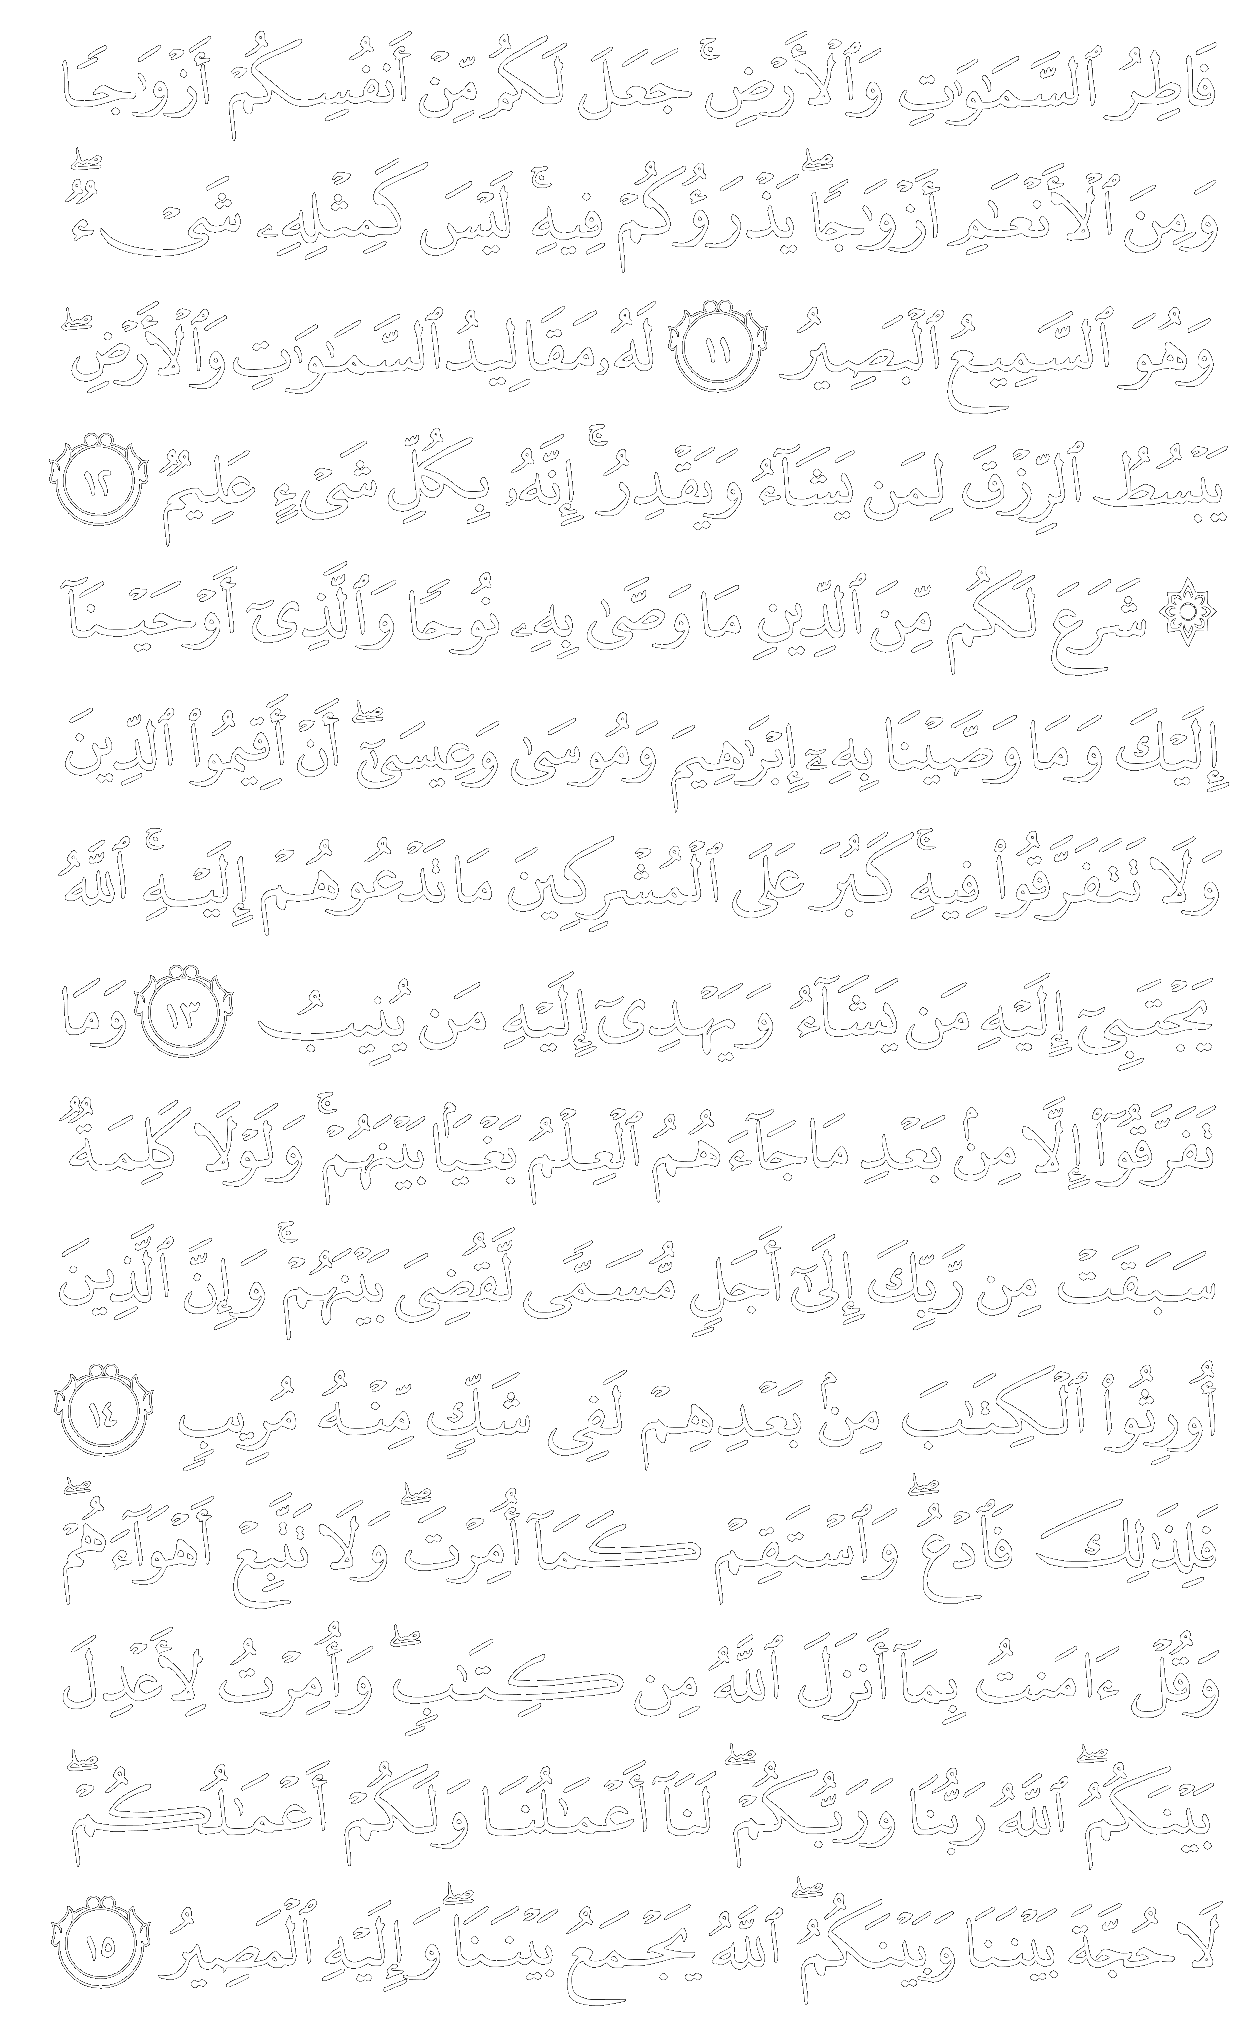 فَاطِرُ ٱلسَّمَٰوَٰتِ وَٱلْأَرْضِ ۚ جَعَلَ لَكُم مِّنْ أَنفُسِكُمْ أَزْوَٰجًا
وَمِنَ ٱلْأَنْعَٰمِ أَزْوَٰجًا ۖ يَذْرَؤُكُمْ فِيهِ ۚ لَيْسَ كَمِثْلِهِۦ شَىْءٌ ۖ
وَهُوَ ٱلسَّمِيعُ ٱلْبَصِيرُ ١١ لَهُۥ مَقَالِيدُ ٱلسَّمَٰوَٰتِ وَٱلْأَرْضِ ۖ
يَبْسُطُ ٱلرِّزْقَ لِمَن يَشَآءُ وَيَقْدِرُ ۚ إِنَّهُۥ بِكُلِّ شَىْءٍ عَلِيمٌ ١٢
۞ شَرَعَ لَكُم مِّنَ ٱلدِّينِ مَا وَصَّىٰ بِهِۦ نُوحًا وَٱلَّذِىٓ أَوْحَيْنَآ
إِلَيْكَ وَمَا وَصَّيْنَا بِهِۦٓ إِبْرَٰهِيمَ وَمُوسَىٰ وَعِيسَىٰٓ ۖ أَنْ أَقِيمُوا۟ ٱلدِّينَ
وَلَا تَتَفَرَّقُوا۟ فِيهِ ۚ كَبُرَ عَلَى ٱلْمُشْرِكِينَ مَا تَدْعُوهُمْ إِلَيْهِ ۚ ٱللَّهُ
يَجْتَبِىٓ إِلَيْهِ مَن يَشَآءُ وَيَهْدِىٓ إِلَيْهِ مَن يُنِيبُ ١٣ وَمَا
تَفَرَّقُوٓا۟ إِلَّا مِنۢ بَعْدِ مَا جَآءَهُمُ ٱلْعِلْمُ بَغْيًۢا بَيْنَهُمْ ۚ وَلَوْلَا كَلِمَةٌ
سَبَقَتْ مِن رَّبِّكَ إِلَىٰٓ أَجَلٍ مُّسَمًّى لَّقُضِىَ بَيْنَهُمْ ۚ وَإِنَّ ٱلَّذِينَ
أُورِثُوا۟ ٱلْكِتَٰبَ مِنۢ بَعْدِهِمْ لَفِى شَكٍّ مِّنْهُ مُرِيبٍ ١٤
فَلِذَٰلِكَ فَٱدْعُ ۖ وَٱسْتَقِمْ كَمَآ أُمِرْتَ ۖ وَلَا تَتَّبِعْ أَهْوَآءَهُمْ ۖ
وَقُلْ ءَامَنتُ بِمَآ أَنزَلَ ٱللَّهُ مِن كِتَٰبٍ ۖ وَأُمِرْتُ لِأَعْدِلَ
بَيْنَكُمُ ۖ ٱللَّهُ رَبُّنَا وَرَبُّكُمْ ۖ لَنَآ أَعْمَٰلُنَا وَلَكُمْ أَعْمَٰلُكُمْ ۖ
لَا حُجَّةَ بَيْنَنَا وَبَيْنَكُمُ ۖ ٱللَّهُ يَجْمَعُ بَيْنَنَا ۖ وَإِلَيْهِ ٱلْمَصِيرُ ١٥